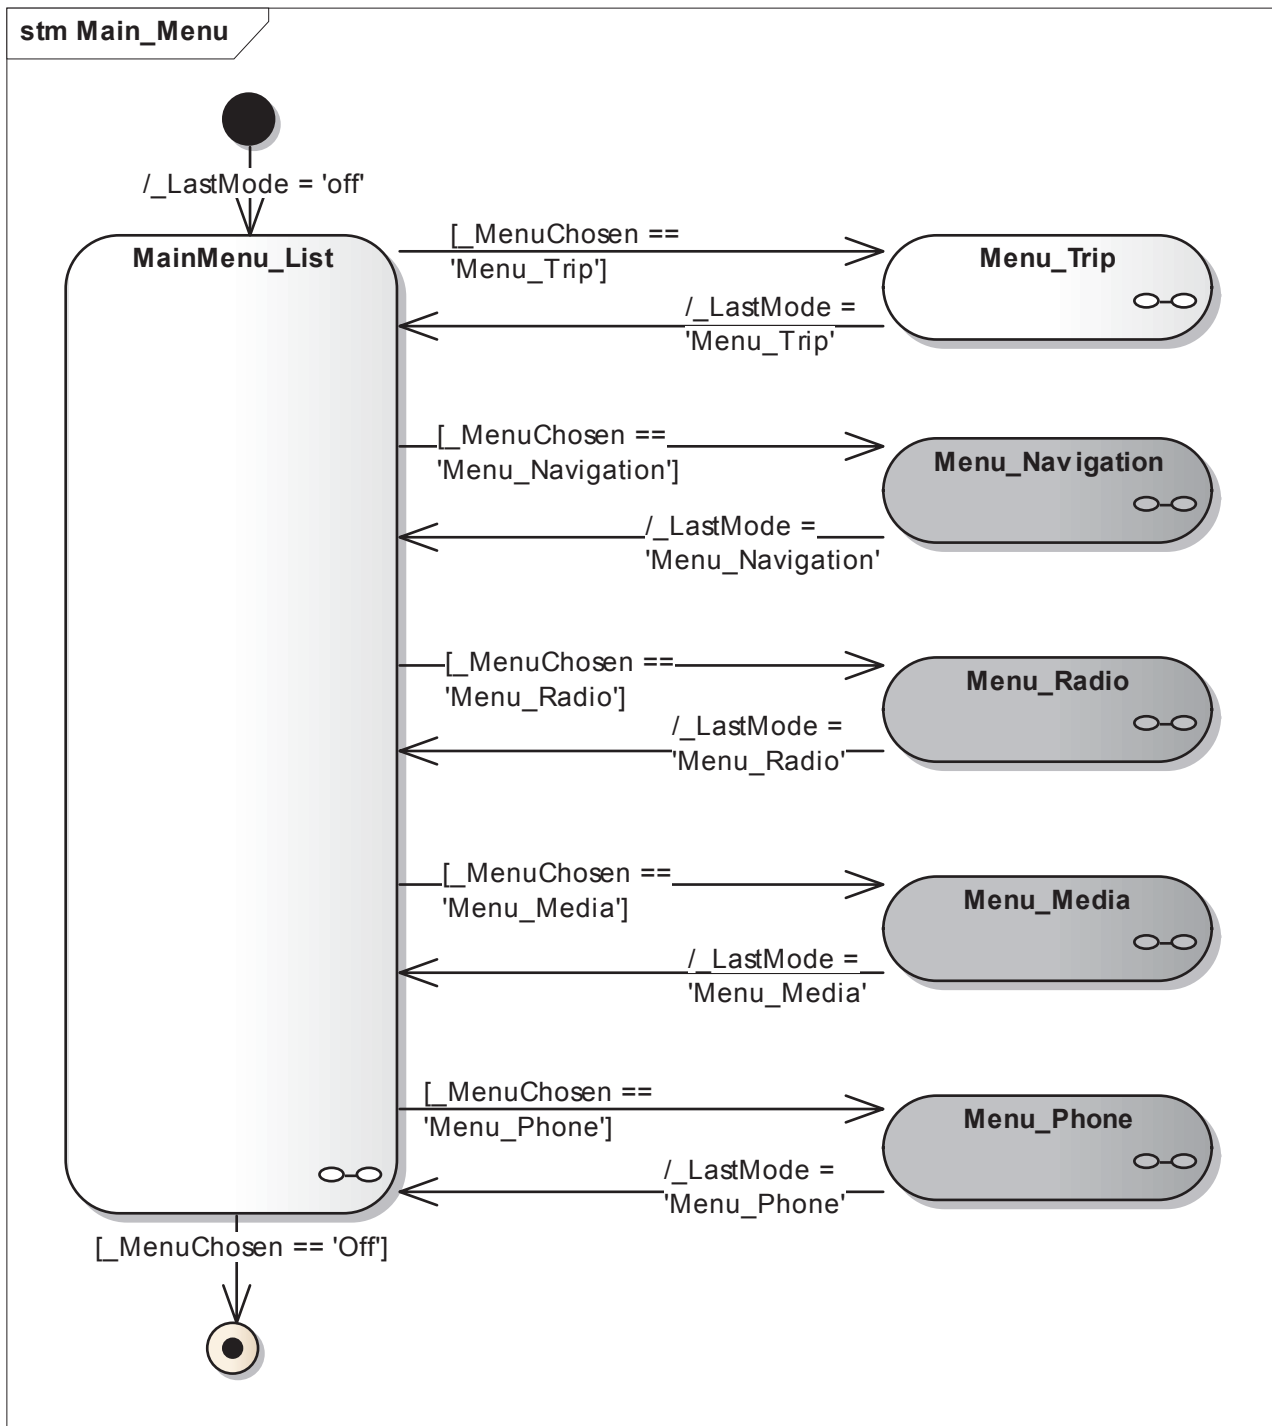 stm Main_Menu
/_LastMode = 'off'
MainMenu_List
[_MenuChosen ==
'Menu_Trip']
Menu_Trip
/_LastMode =
'Menu_Trip'
[_MenuChosen ==
'Menu_Navigation']
Menu_Navigation
/_LastMode =
'Menu_Navigation'
[_MenuChosen ==
'Menu_Radio']
Menu_Radio
/_LastMode =
'Menu_Radio'
[_MenuChosen ==
'Menu_Media']
Menu_Media
/_LastMode =
'Menu_Media'
[_MenuChosen ==
'Menu_Phone']
Menu_Phone
/_LastMode =
'Menu_Phone'
[_MenuChosen == 'Off']